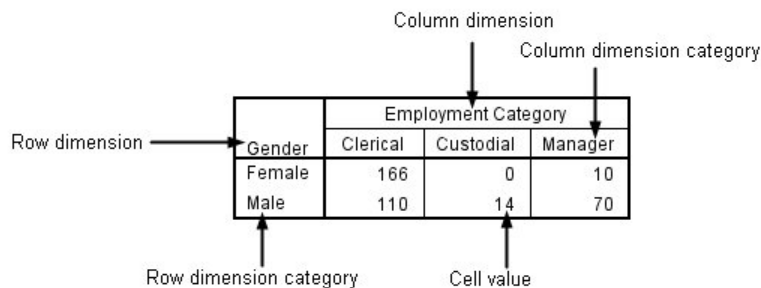 Column dimension
Column dimension category
Employment Category
Row dimension
Gender Clerical Custodial Manager
Female 166 0 10
Male 110 14 70
Row dimension category Cell value